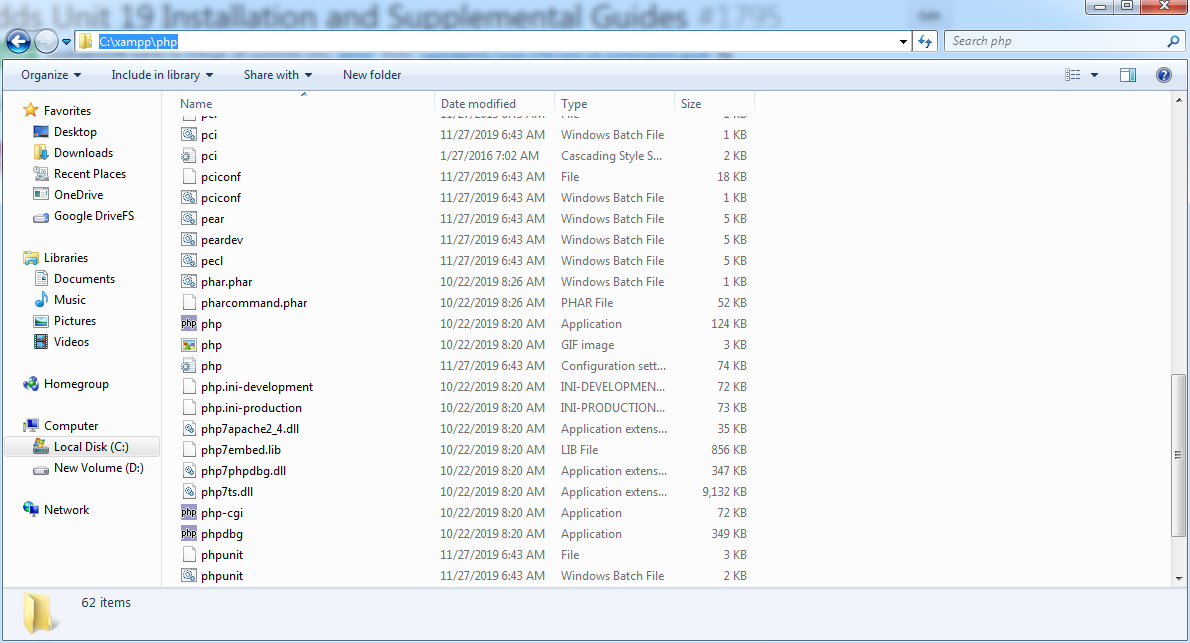 dds Unit 19 Installation and Supplemental Guides #1795
C:\xampp\php
Search php
Organize Include in library Share with New folder
Name Date modified Type Size
pci 11/27/2019 6:43 AM File 1 KB
pci 11/27/2019 6:43 AM Windows Batch File 1 KB
pci 1/27/2016 7:02 AM Cascading Style S... 2 KB
pciconf 11/27/2019 6:43 AM File 18 KB
pciconf 11/27/2019 6:43 AM Windows Batch File 1 KB
pear 11/27/2019 6:43 AM Windows Batch File 5 KB
peardev 11/27/2019 6:43 AM Windows Batch File 5 KB
pecl 11/27/2019 6:43 AM Windows Batch File 5 KB
phar.phar 10/22/2019 8:26 AM Windows Batch File 1 KB
pharcommand.phar 10/22/2019 8:26 AM PHAR File 52 KB
php 10/22/2019 8:20 AM Application 124 KB
php 10/22/2019 8:20 AM GIF image 3 KB
php 11/27/2019 6:43 AM Configuration sett... 74 KB
php.ini-development 10/22/2019 8:20 AM INI-DEVELOPMEN... 72 KB
php.ini-production 10/22/2019 8:20 AM INI-PRODUCTION... 73 KB
php7apache2_4.dll 10/22/2019 8:20 AM Application extens... 35 KB
php7embed.lib 10/22/2019 8:20 AM LIB File 856 KB
php7phpdbg.dll 10/22/2019 8:20 AM Application extens... 347 KB
php7ts.dll 10/22/2019 8:20 AM Application extens... 9,132 KB
php-cgi 10/22/2019 8:20 AM Application 72 KB
phpdbg 10/22/2019 8:20 AM Application 349 KB
phpunit 11/27/2019 6:43 AM File 3 KB
phpunit 11/27/2019 6:43 AM Windows Batch File 2 KB
Favorites
Desktop
Downloads
Recent Places
OneDrive
Google DriveFS
Libraries
Documents
Music
Pictures
Videos
Homegroup
Computer
Local Disk (C:)
New Volume (D:)
Network
62 items